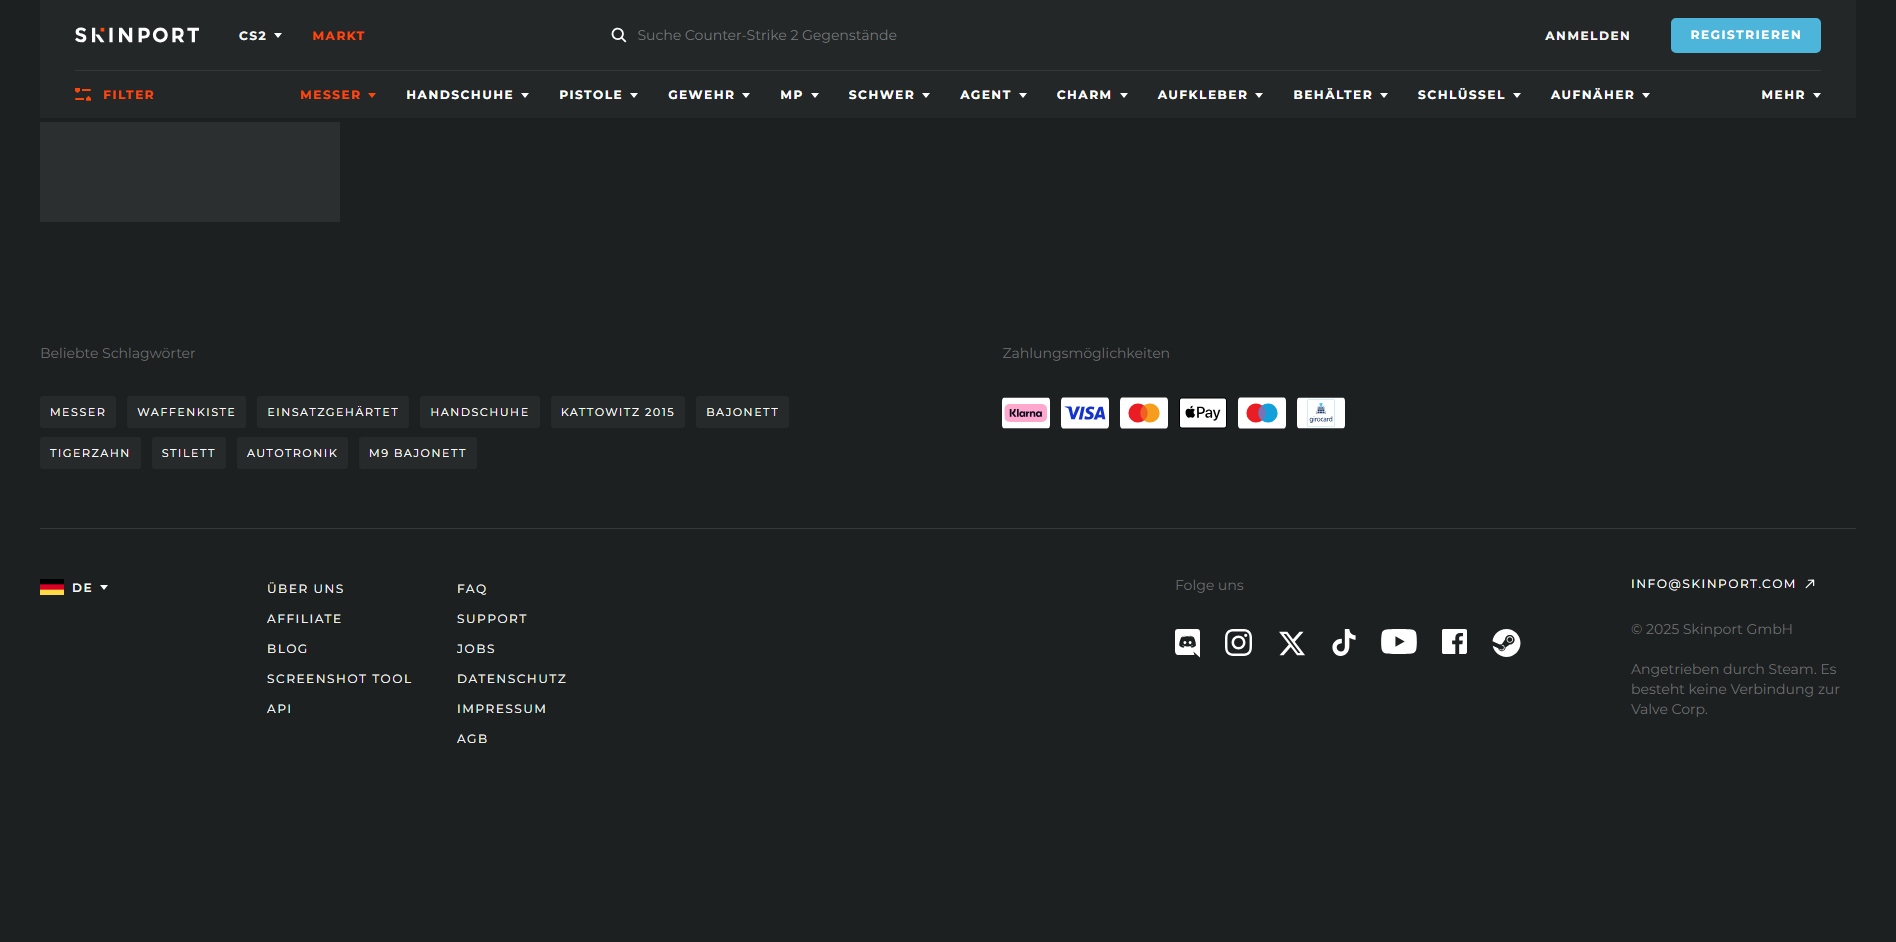 SKINPORT CS2 MARKT Suche Counter-Strike 2 Gegenstände ANMELDEN REGISTRIEREN
FILTER MESSER HANDSCHUHE PISTOLE GEWEHR MP SCHWER AGENT CHARM AUFKLEBER BEHÄLTER SCHLÜSSEL AUFNÄHER MEHR
Beliebte Schlagwörter
MESSER WAFFENKISTE EINSATZGEHÄRTET HANDSCHUHE KATTOWITZ 2015 BAJONETT
TIGERZAHN STILETT AUTOTRONIK M9 BAJONETT
Zahlungsmöglichkeiten
Klarna VISA Pay girocard
DE
ÜBER UNS
AFFILIATE
BLOG
SCREENSHOT TOOL
API
FAQ
SUPPORT
JOBS
DATENSCHUTZ
IMPRESSUM
AGB
Folge uns
INFO@SKINPORT.COM
© 2025 Skinport GmbH
Angetrieben durch Steam. Es
besteht keine Verbindung zur
Valve Corp.